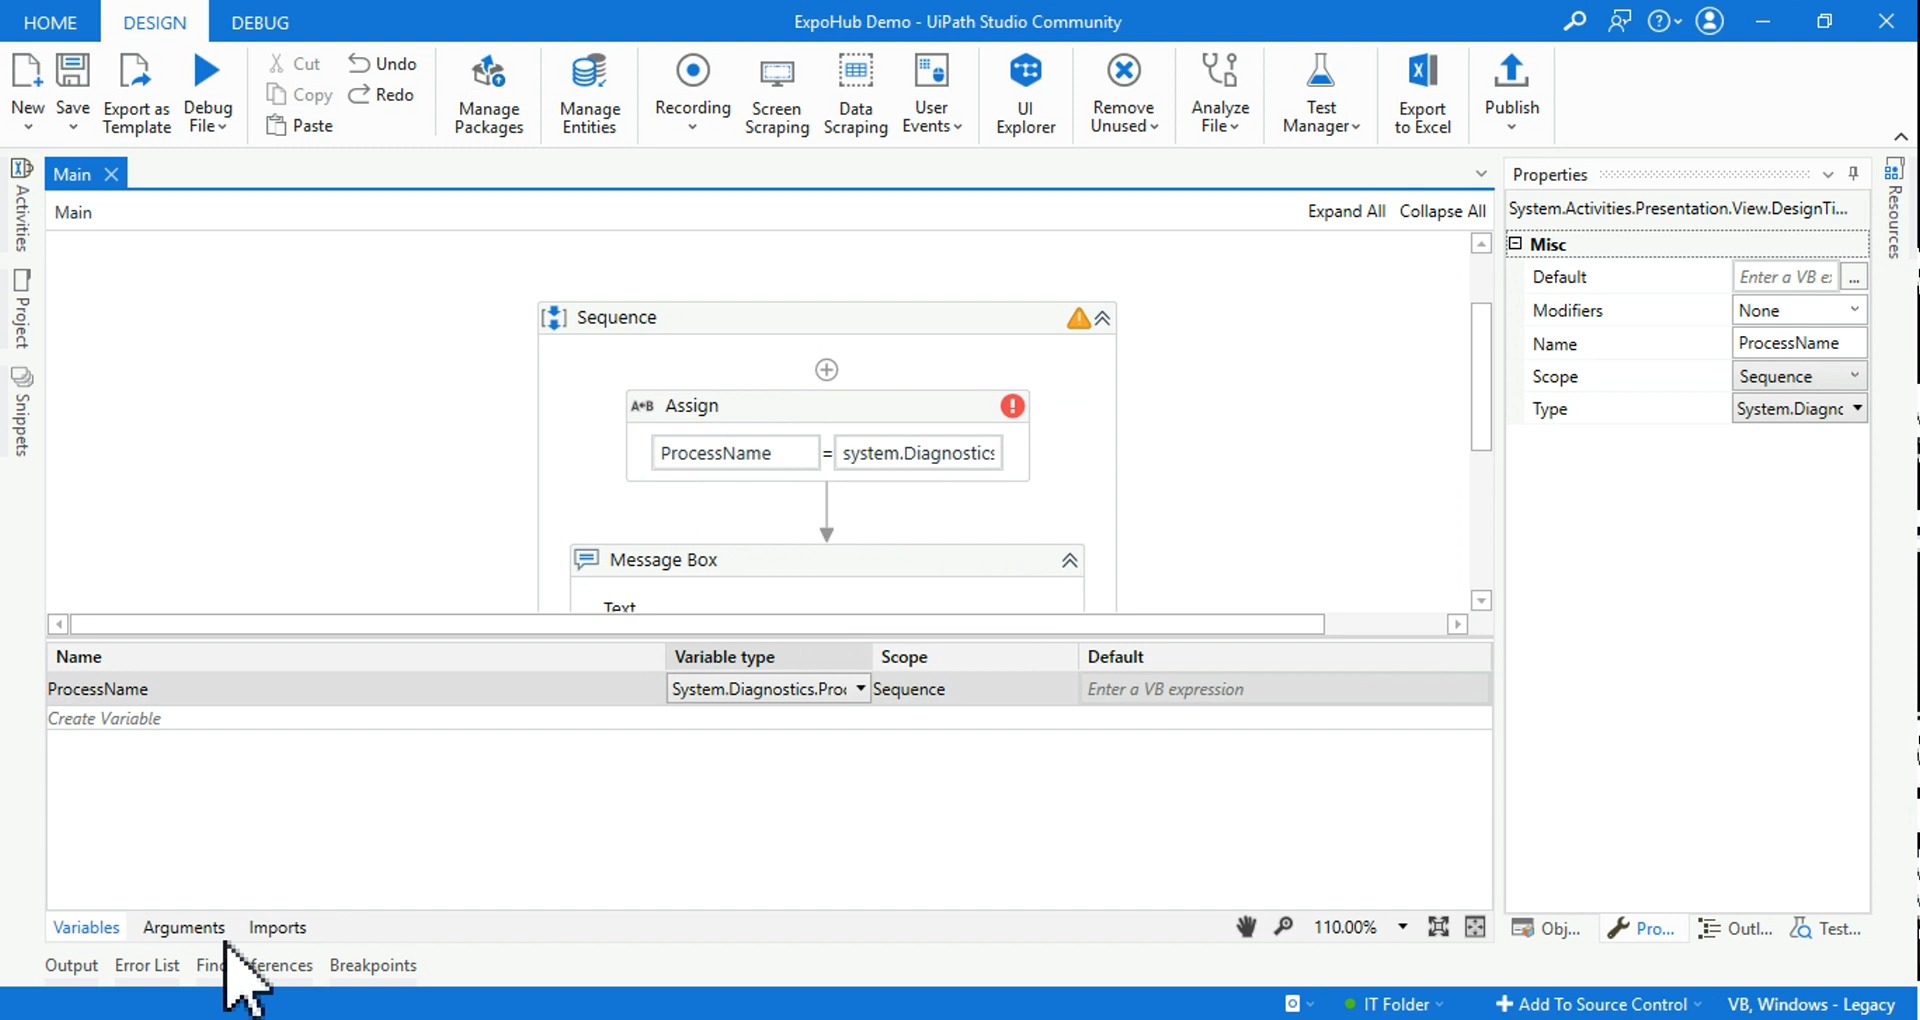 HOME DESIGN DEBUG ExpoHub Demo - UiPath Studio Community
New Save Export as Template Debug File
Cut Undo
Copy Redo
Paste
Manage Packages Manage Entities Recording Screen Scraping Data Scraping User Events UI Explorer Remove Unused Analyze File Test Manager Export to Excel Publish
Activities
Project
Snippets
Main
Main Expand All Collapse All
Sequence
A↔B Assign
ProcessName = system.Diagnostics
Message Box
Text
Properties
Resources
System.Activities.Presentation.View.DesignTi...
Misc
Default Enter a VB e ...
Modifiers None
Name ProcessName
Scope Sequence
Type System.Diagnc
Name Variable type Scope Default
ProcessName System.Diagnostics.Proc Sequence Enter a VB expression
Create Variable
Variables Arguments Imports 110.00% Obj... Pro... Outl... Test...
Output Error List Find ferences Breakpoints
IT Folder Add To Source Control VB, Windows - Legacy